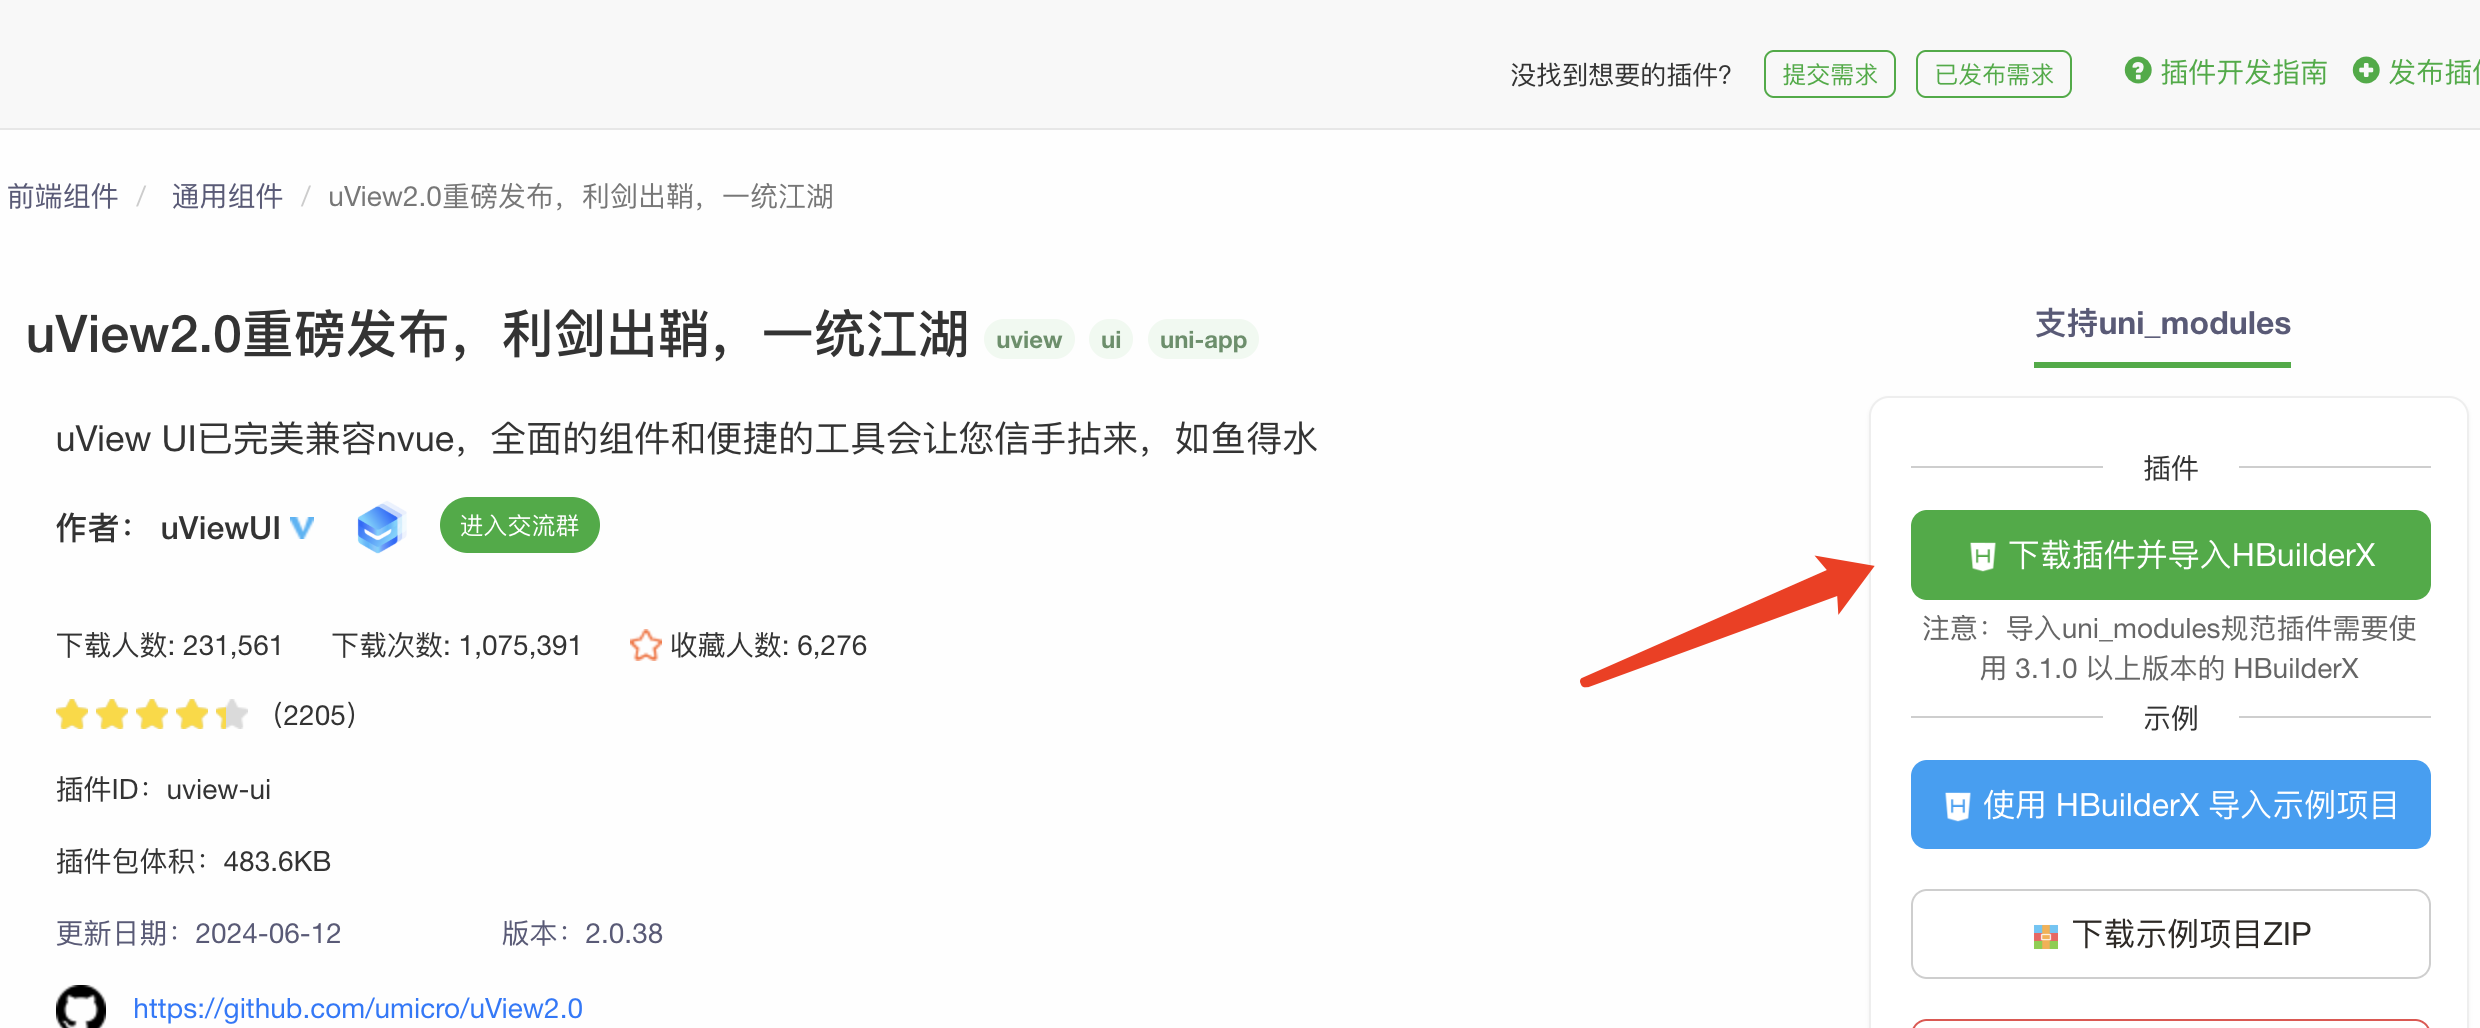 没找到想要的插件? 提交需求 已发布需求 插件开发指南 发布插
前端组件 / 通用组件 / uView2.0重磅发布，利剑出鞘，一统江湖
uView2.0重磅发布，利剑出鞘，一统江湖 uview ui uni-app
uView UI已完美兼容nvue，全面的组件和便捷的工具会让您信手拈来，如鱼得水
作者： uViewUI 进入交流群
下载人数: 231,561 下载次数: 1,075,391 收藏人数: 6,276
(2205)
插件ID：uview-ui
插件包体积：483.6KB
更新日期：2024-06-12 版本：2.0.38
https://github.com/umicro/uView2.0
支持uni_modules
插件
下载插件并导入HBuilderX
注意：导入uni_modules规范插件需要使
用 3.1.0 以上版本的 HBuilderX
示例
使用 HBuilderX 导入示例项目
下载示例项目ZIP